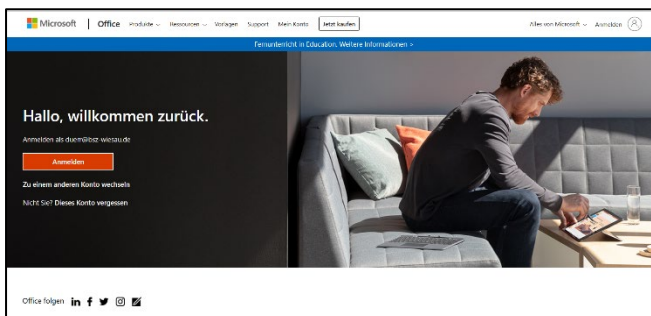 Microsoft Office Produkte Ressourcen Vorlagen Support Mein Konto Jetzt kaufen Alles von Microsoft Anmelden
Fernunterricht in Education. Weitere Informationen >
Hallo, willkommen zurück.
Anmelden als duem@bsz-wiesau.de
Anmelden
Zu einem anderen Konto wechseln
Nicht Sie? Dieses Konto vergessen
Office folgen